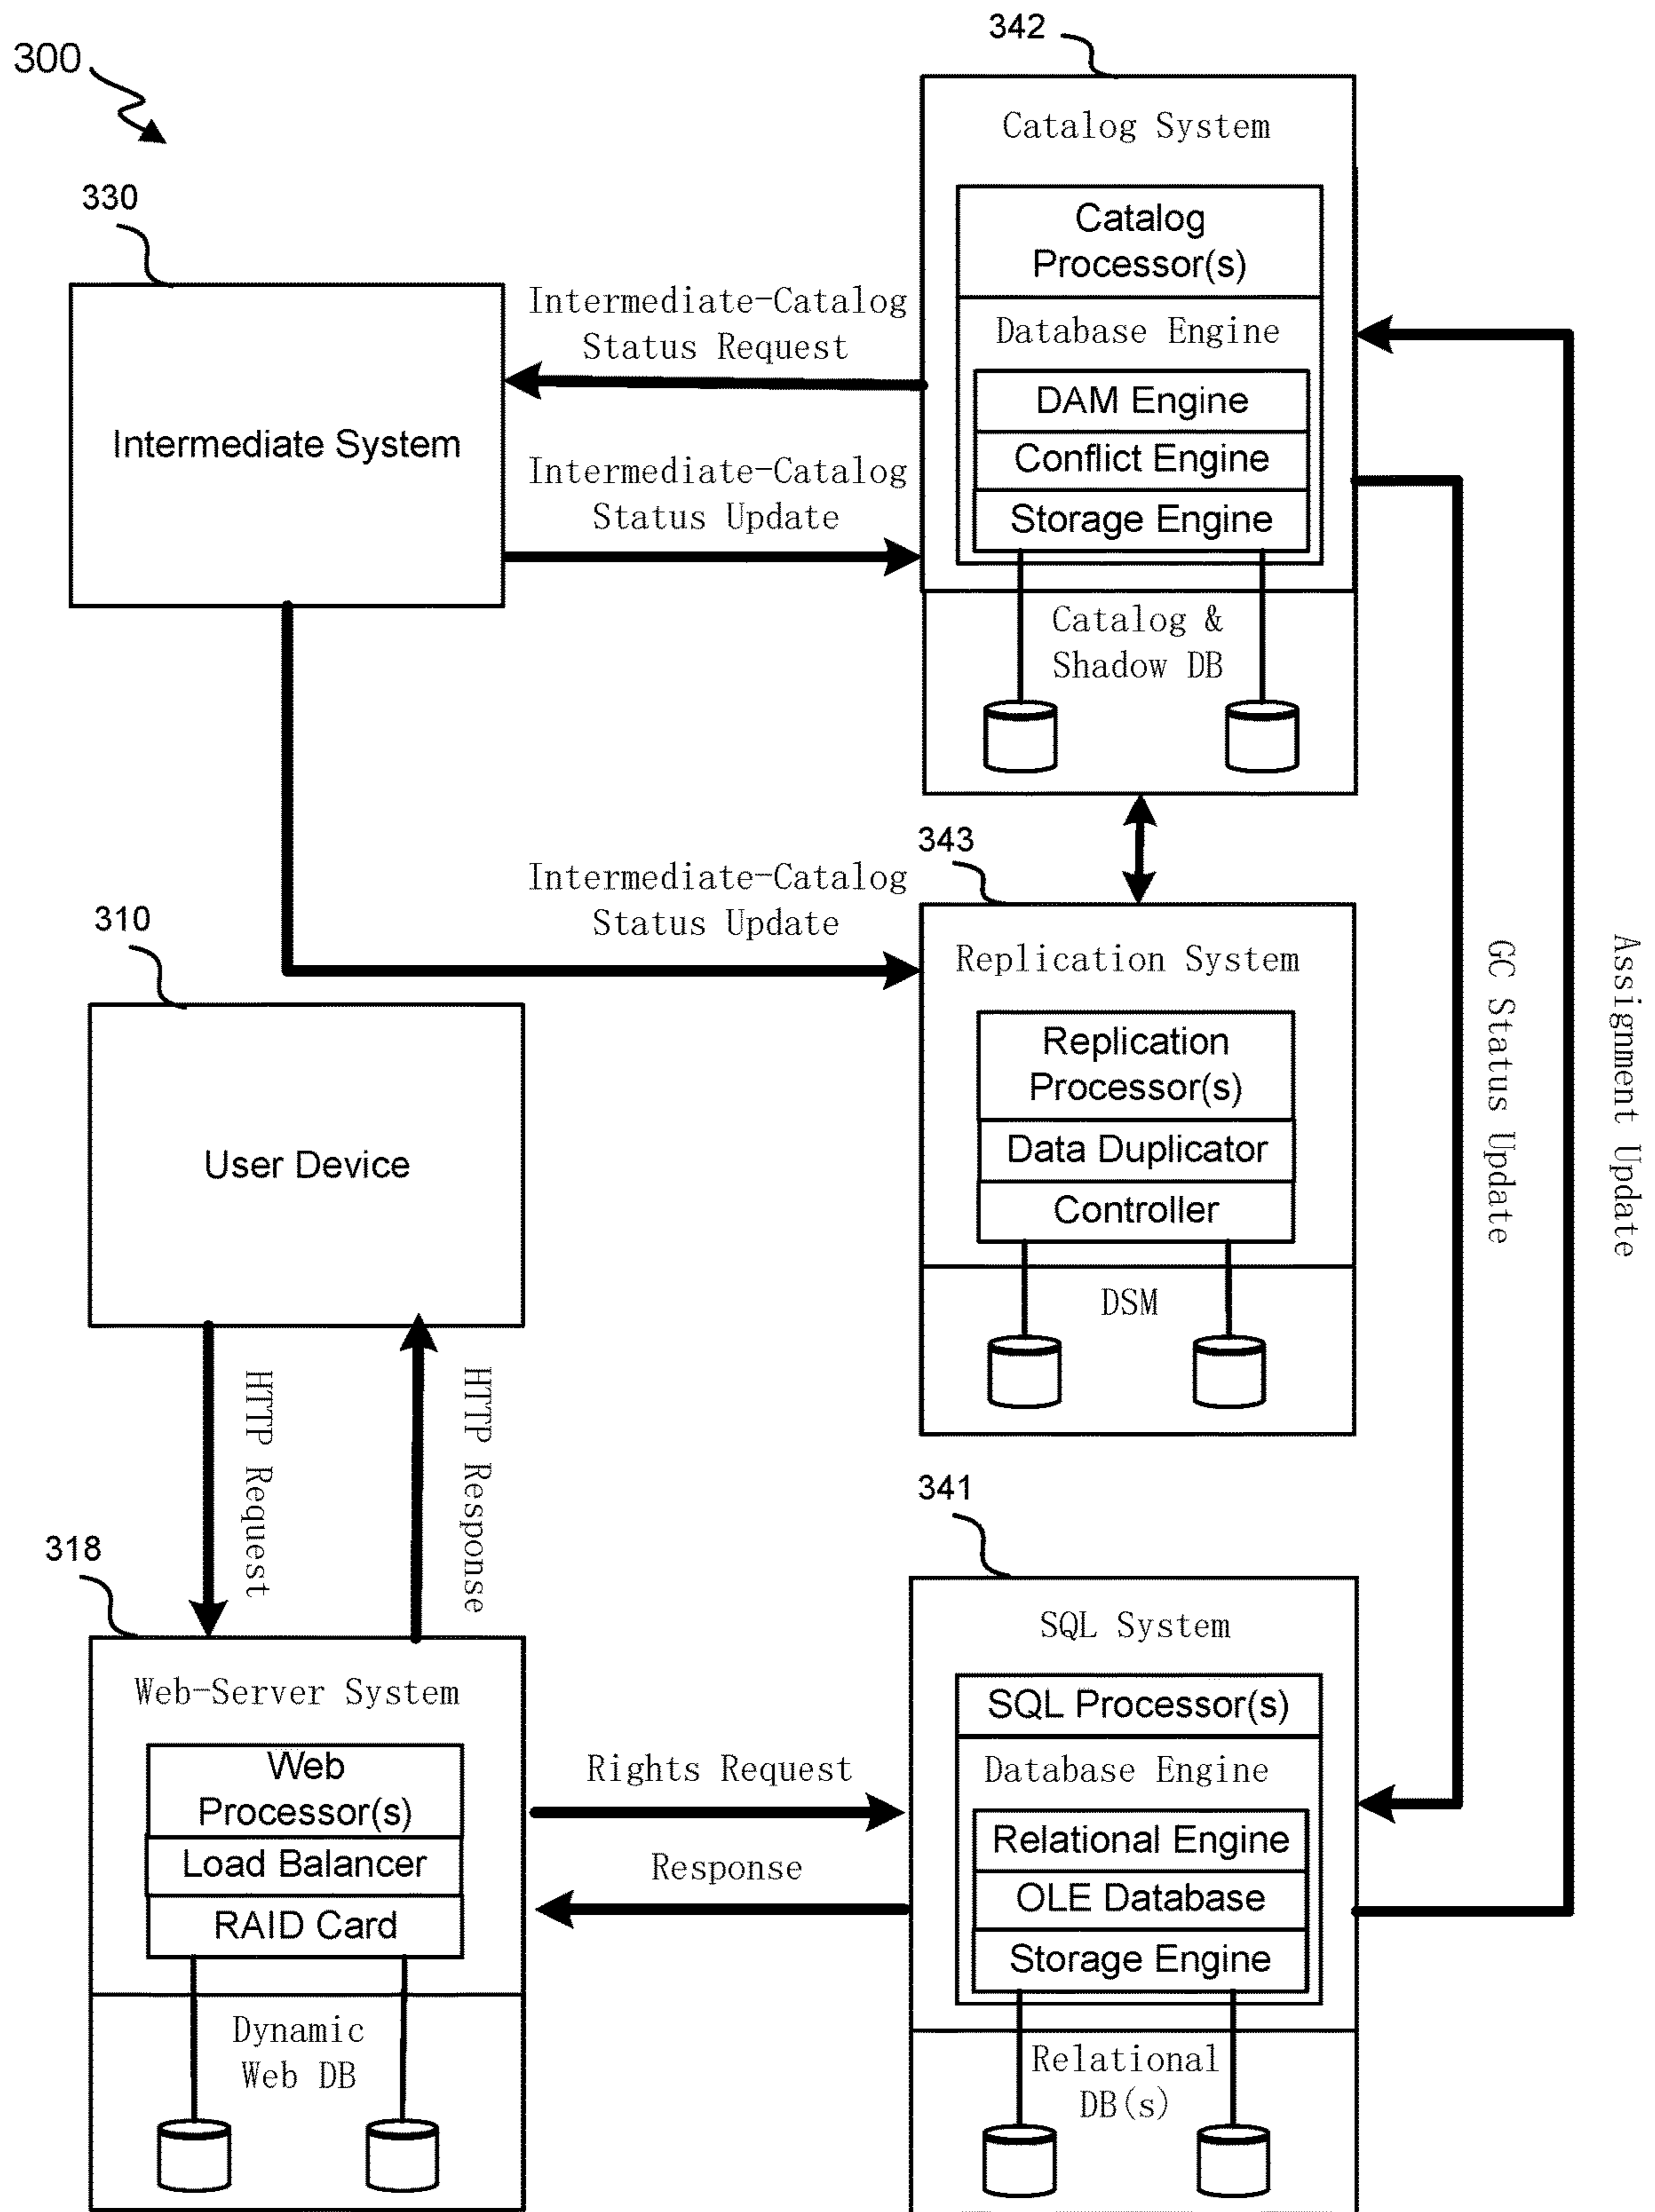 300
342
Catalog System
Catalog
Processor(s)
Database Engine
DAM Engine
Conflict Engine
Storage Engine
Catalog &
Shadow DB
330
Intermediate System
Intermediate-Catalog
Status Request
Intermediate-Catalog
Status Update
Intermediate-Catalog
Status Update
343
Replication System
Replication
Processor(s)
Data Duplicator
Controller
DSM
GC Status Update
Assignment Update
310
User Device
HTTP Request
HTTP Response
318
Web-Server System
Web
Processor(s)
Load Balancer
RAID Card
Dynamic
Web DB
Rights Request
Response
341
SQL System
SQL Processor(s)
Database Engine
Relational Engine
OLE Database
Storage Engine
Relational
DB(s)